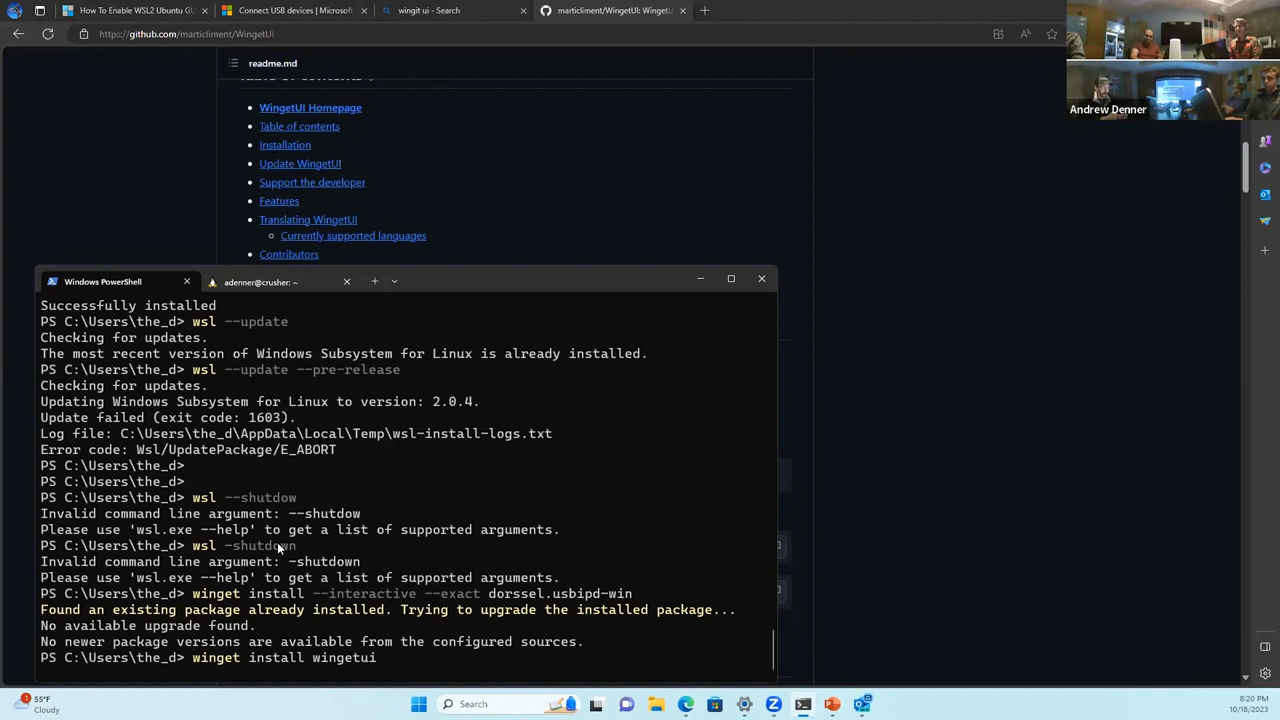 How To Enable WSL2 Ubuntu GU
Connect USB devices | Microsoft
wingit ui - Search
marticliment/WingetUI: WingetU
https://github.com/marticliment/WingetUI
readme.md
WingetUI Homepage
Table of contents
Installation
Update WingetUI
Support the developer
Features
Translating WingetUI
Currently supported languages
Contributors
Andrew Denner
Windows PowerShell
adenner@crusher: ~
Successfully installed
PS C:\Users\the_d> wsl --update
Checking for updates.
The most recent version of Windows Subsystem for Linux is already installed.
PS C:\Users\the_d> wsl --update --pre-release
Checking for updates.
Updating Windows Subsystem for Linux to version: 2.0.4.
Update failed (exit code: 1603).
Log file: C:\Users\the_d\AppData\Local\Temp\wsl-install-logs.txt
Error code: Wsl/UpdatePackage/E_ABORT
PS C:\Users\the_d>
PS C:\Users\the_d>
PS C:\Users\the_d> wsl --shutdow
Invalid command line argument: --shutdow
Please use 'wsl.exe --help' to get a list of supported arguments.
PS C:\Users\the_d> wsl -shutdown
Invalid command line argument: -shutdown
Please use 'wsl.exe --help' to get a list of supported arguments.
PS C:\Users\the_d> winget install --interactive --exact dorssel.usbipd-win
Found an existing package already installed. Trying to upgrade the installed package...
No available upgrade found.
No newer package versions are available from the configured sources.
PS C:\Users\the_d> winget install wingetui
1
55°F
Cloudy
Search
8:20 PM
10/18/2023